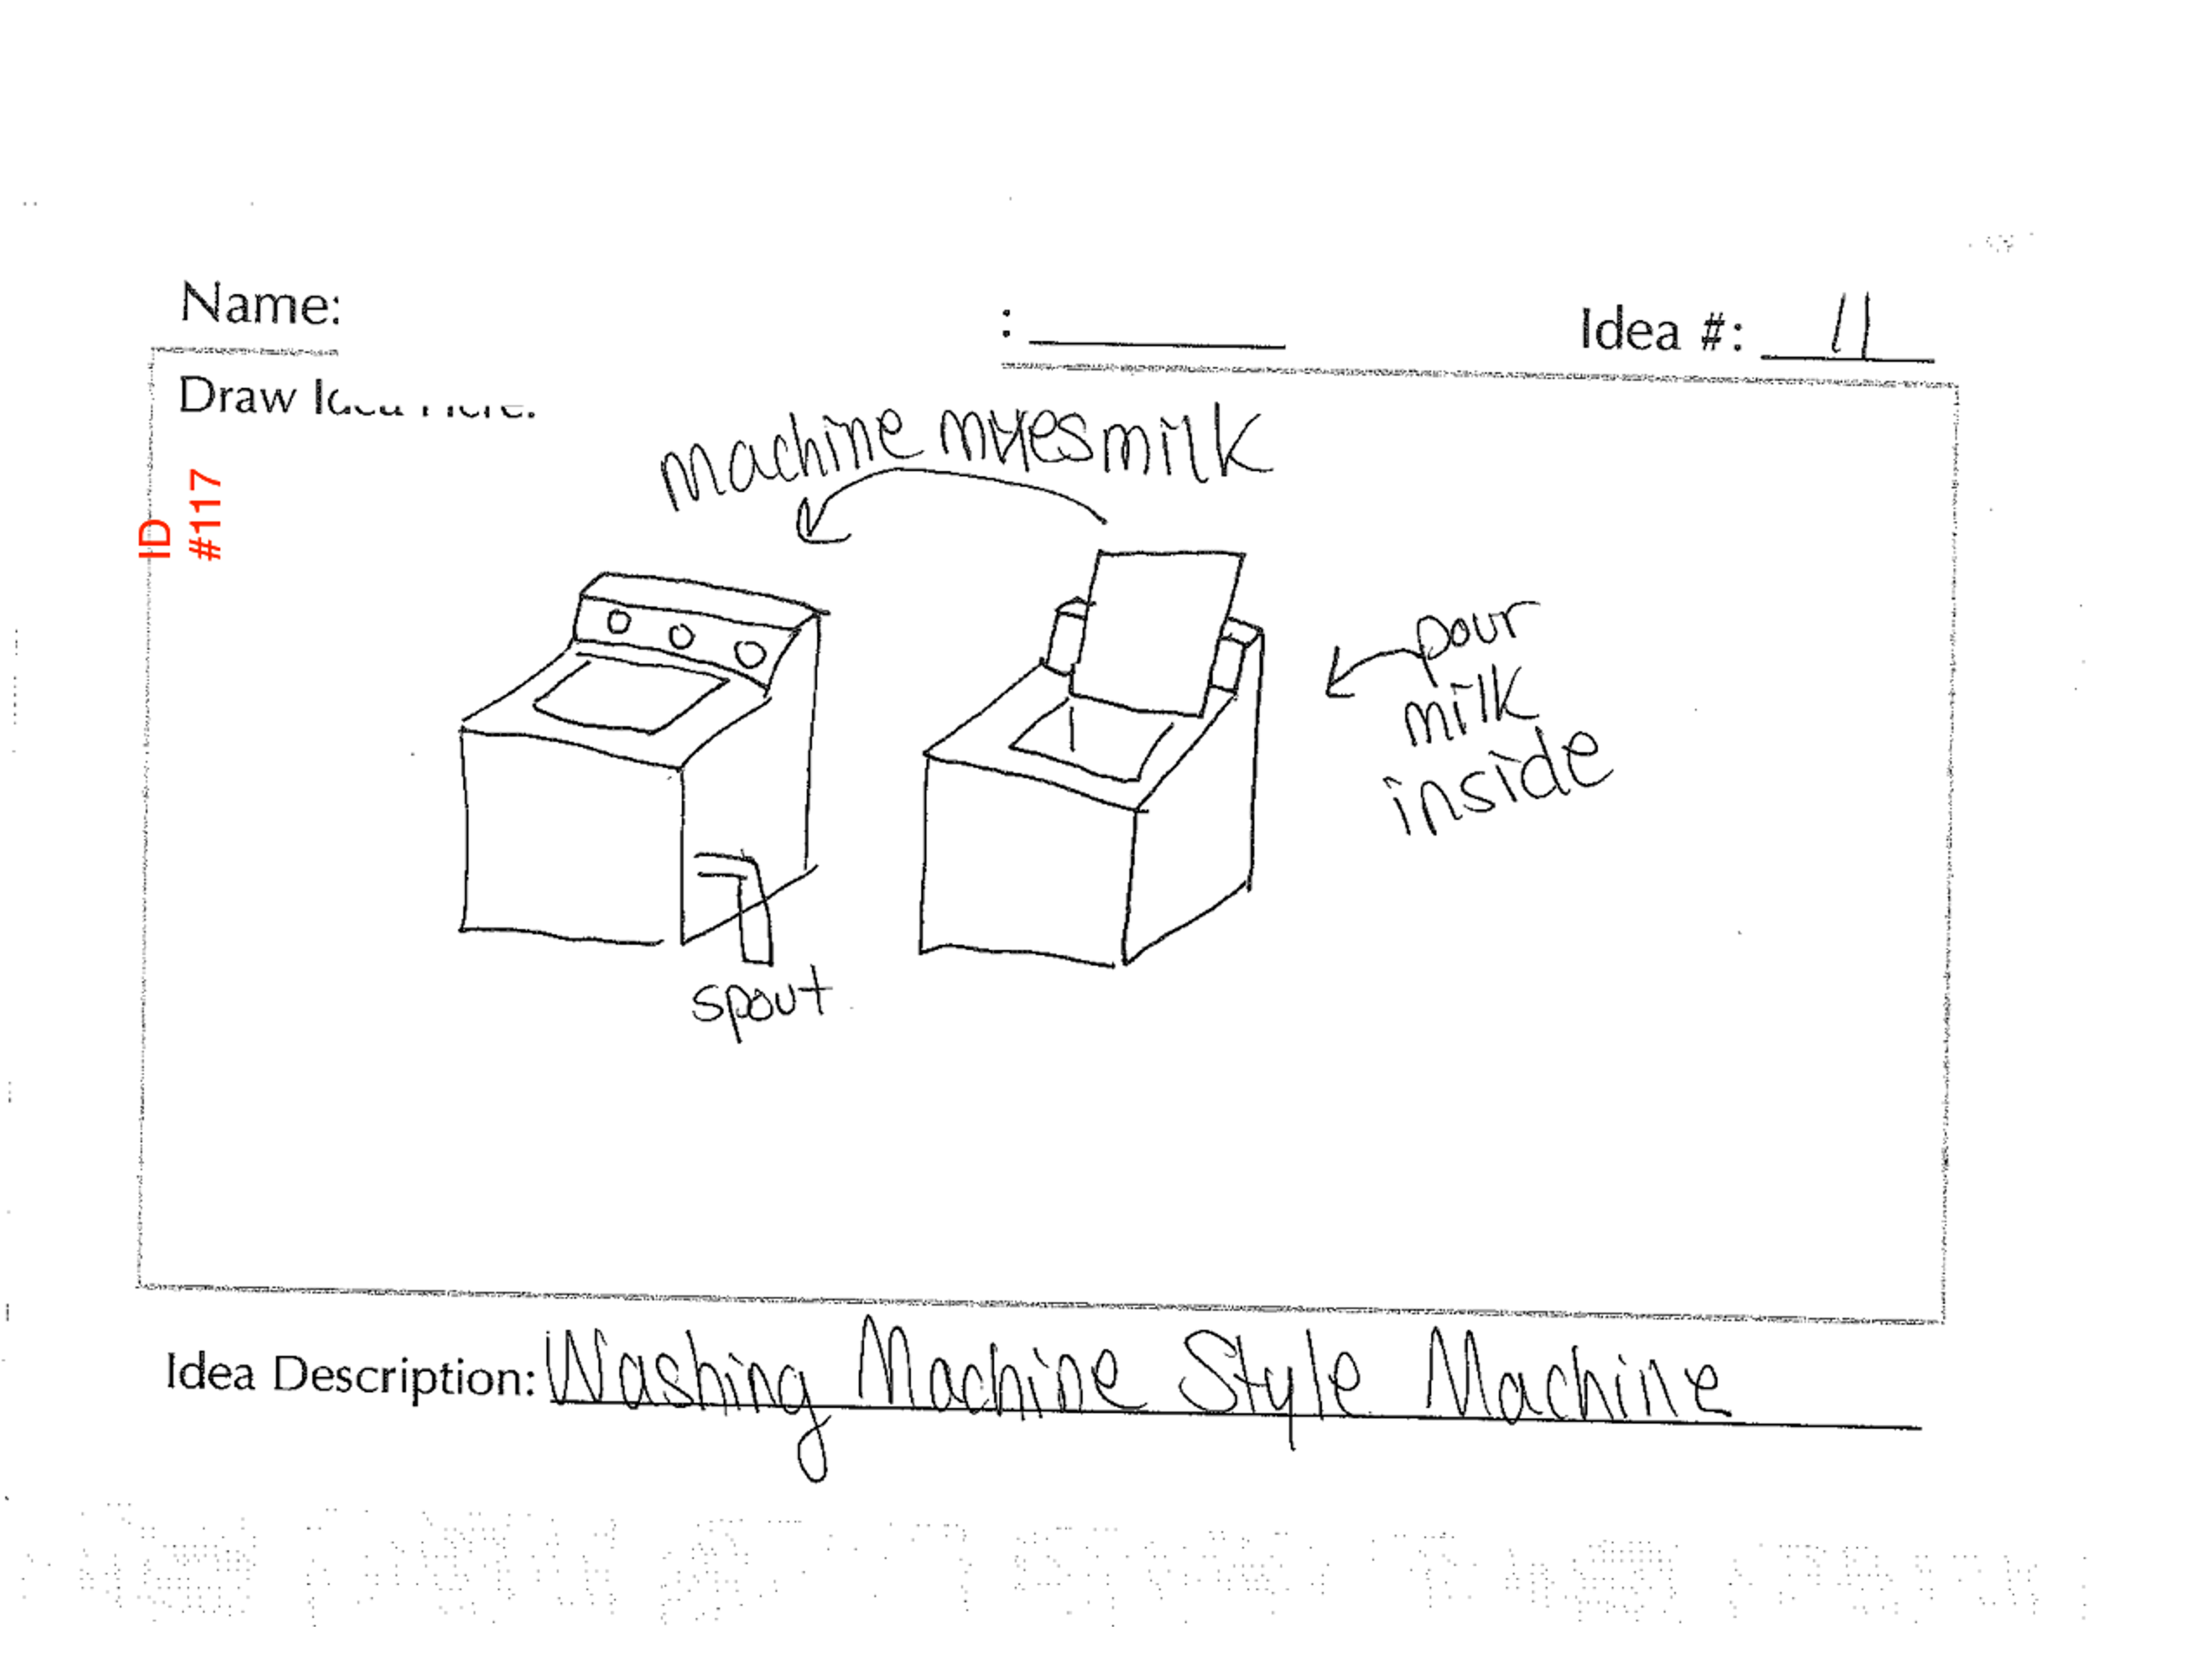 Name:
: Idea #: 11
Draw Idea Here:
ID
#117
machine mixes milk
pour
milk
inside
spout
Idea Description: Washing Machine Style Machine